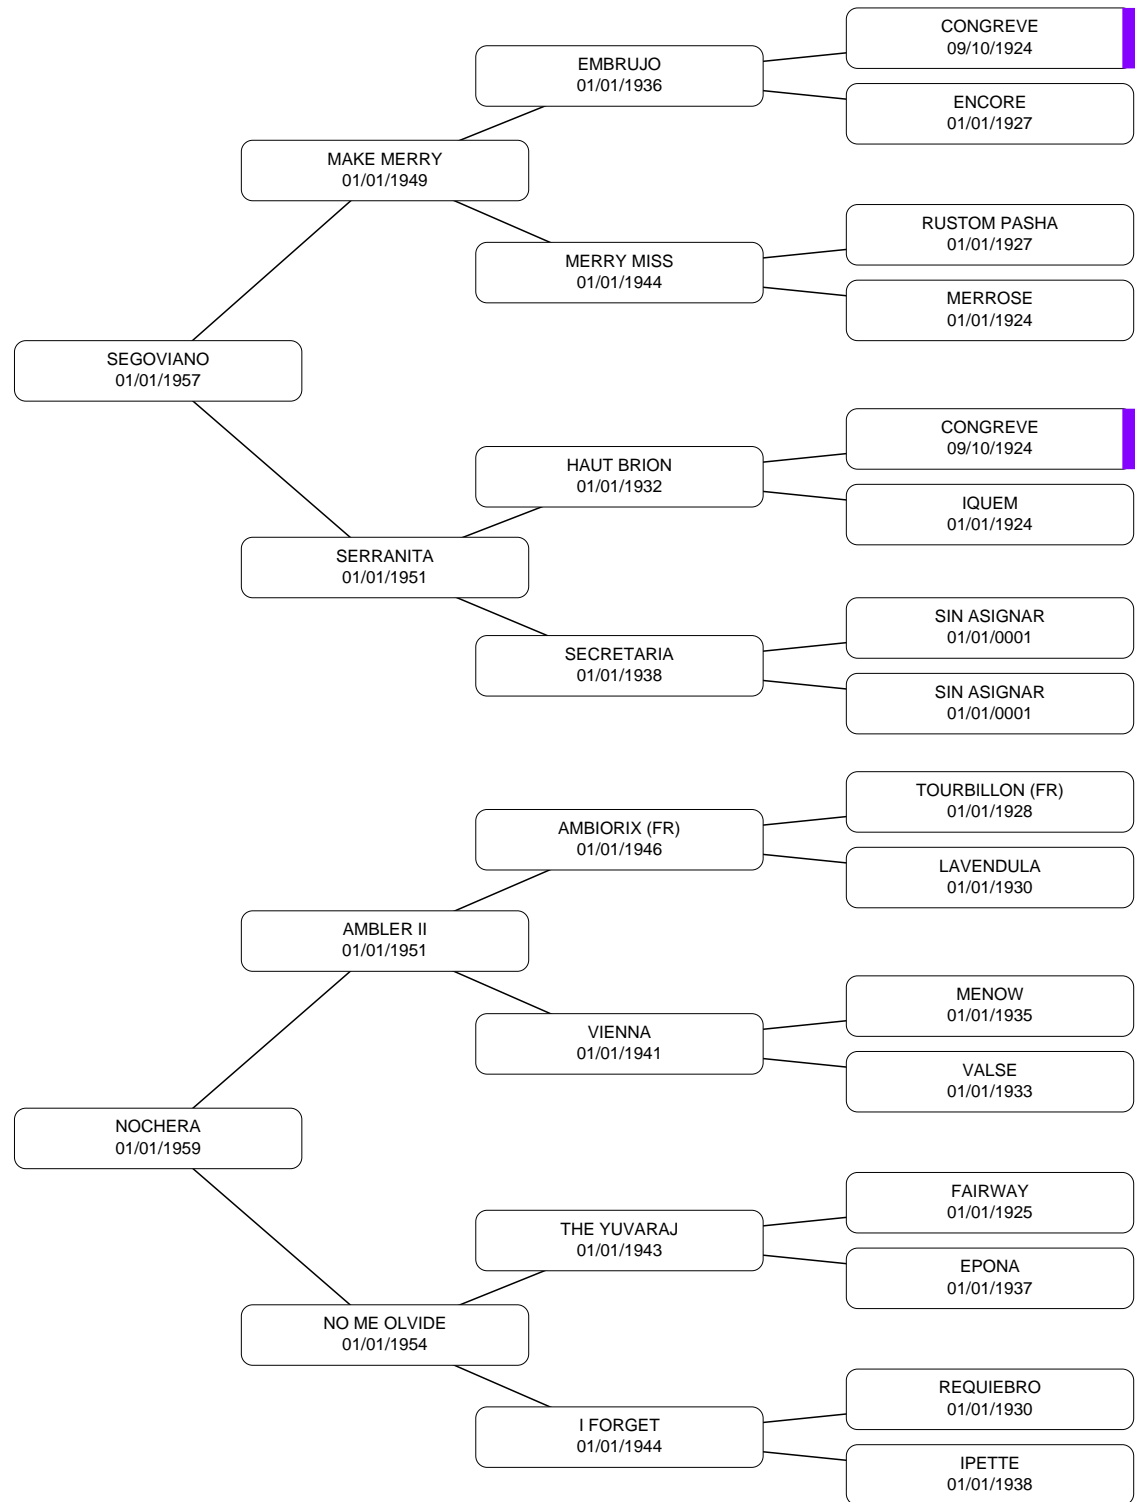 CONGREVE
09/10/1924
EMBRUJO
01/01/1936
ENCORE
01/01/1927
MAKE MERRY
01/01/1949
RUSTOM PASHA
01/01/1927
MERRY MISS
01/01/1944
MERROSE
01/01/1924
SEGOVIANO
01/01/1957
CONGREVE
09/10/1924
HAUT BRION
01/01/1932
IQUEM
01/01/1924
SERRANITA
01/01/1951
SIN ASIGNAR
01/01/0001
SECRETARIA
01/01/1938
SIN ASIGNAR
01/01/0001
TOURBILLON (FR)
01/01/1928
AMBIORIX (FR)
01/01/1946
LAVENDULA
01/01/1930
AMBLER II
01/01/1951
MENOW
01/01/1935
VIENNA
01/01/1941
VALSE
01/01/1933
NOCHERA
01/01/1959
FAIRWAY
01/01/1925
THE YUVARAJ
01/01/1943
EPONA
01/01/1937
NO ME OLVIDE
01/01/1954
REQUIEBRO
01/01/1930
I FORGET
01/01/1944
IPETTE
01/01/1938